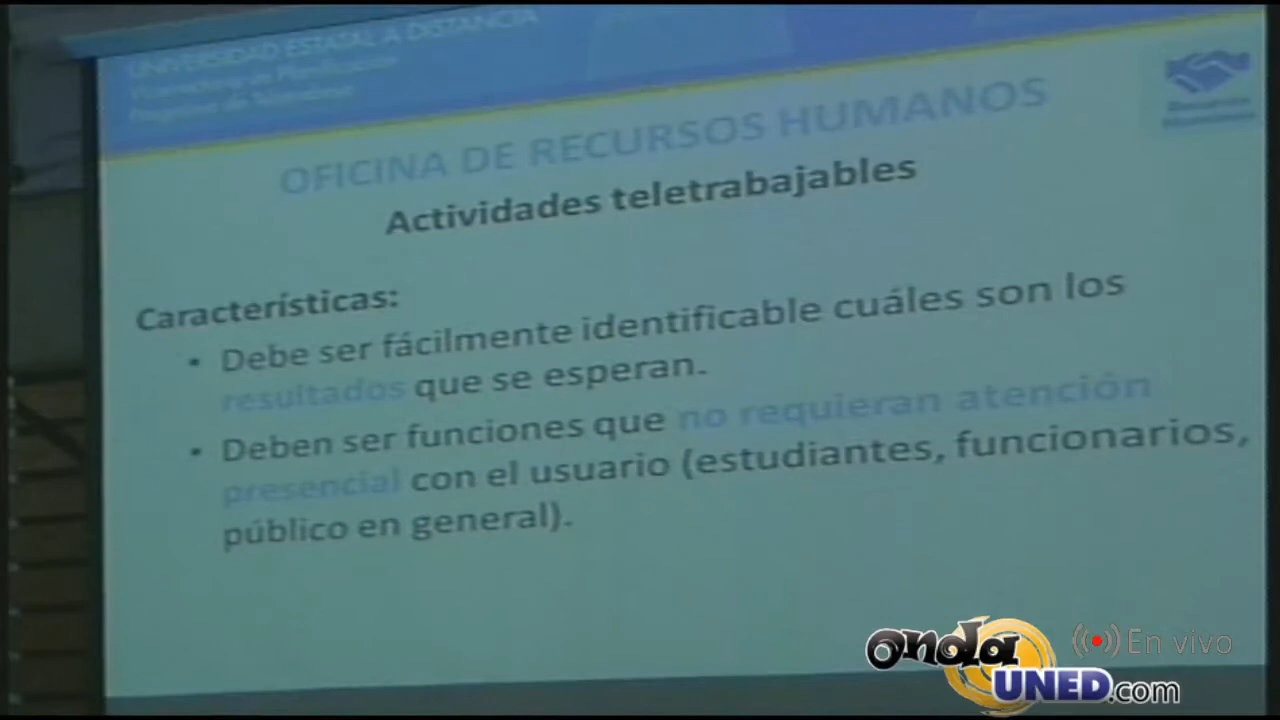 UNIVERSIDAD ESTATAL A DISTANCIA
OFICINA DE RECURSOS HUMANOS
Actividades teletrabajables
Características:
• Debe ser fácilmente identificable cuáles son los
resultados que se esperan.
• Deben ser funciones que no requieran atención
presencial con el usuario (estudiantes, funcionarios,
público en general).
onda
UNED.com
En vivo